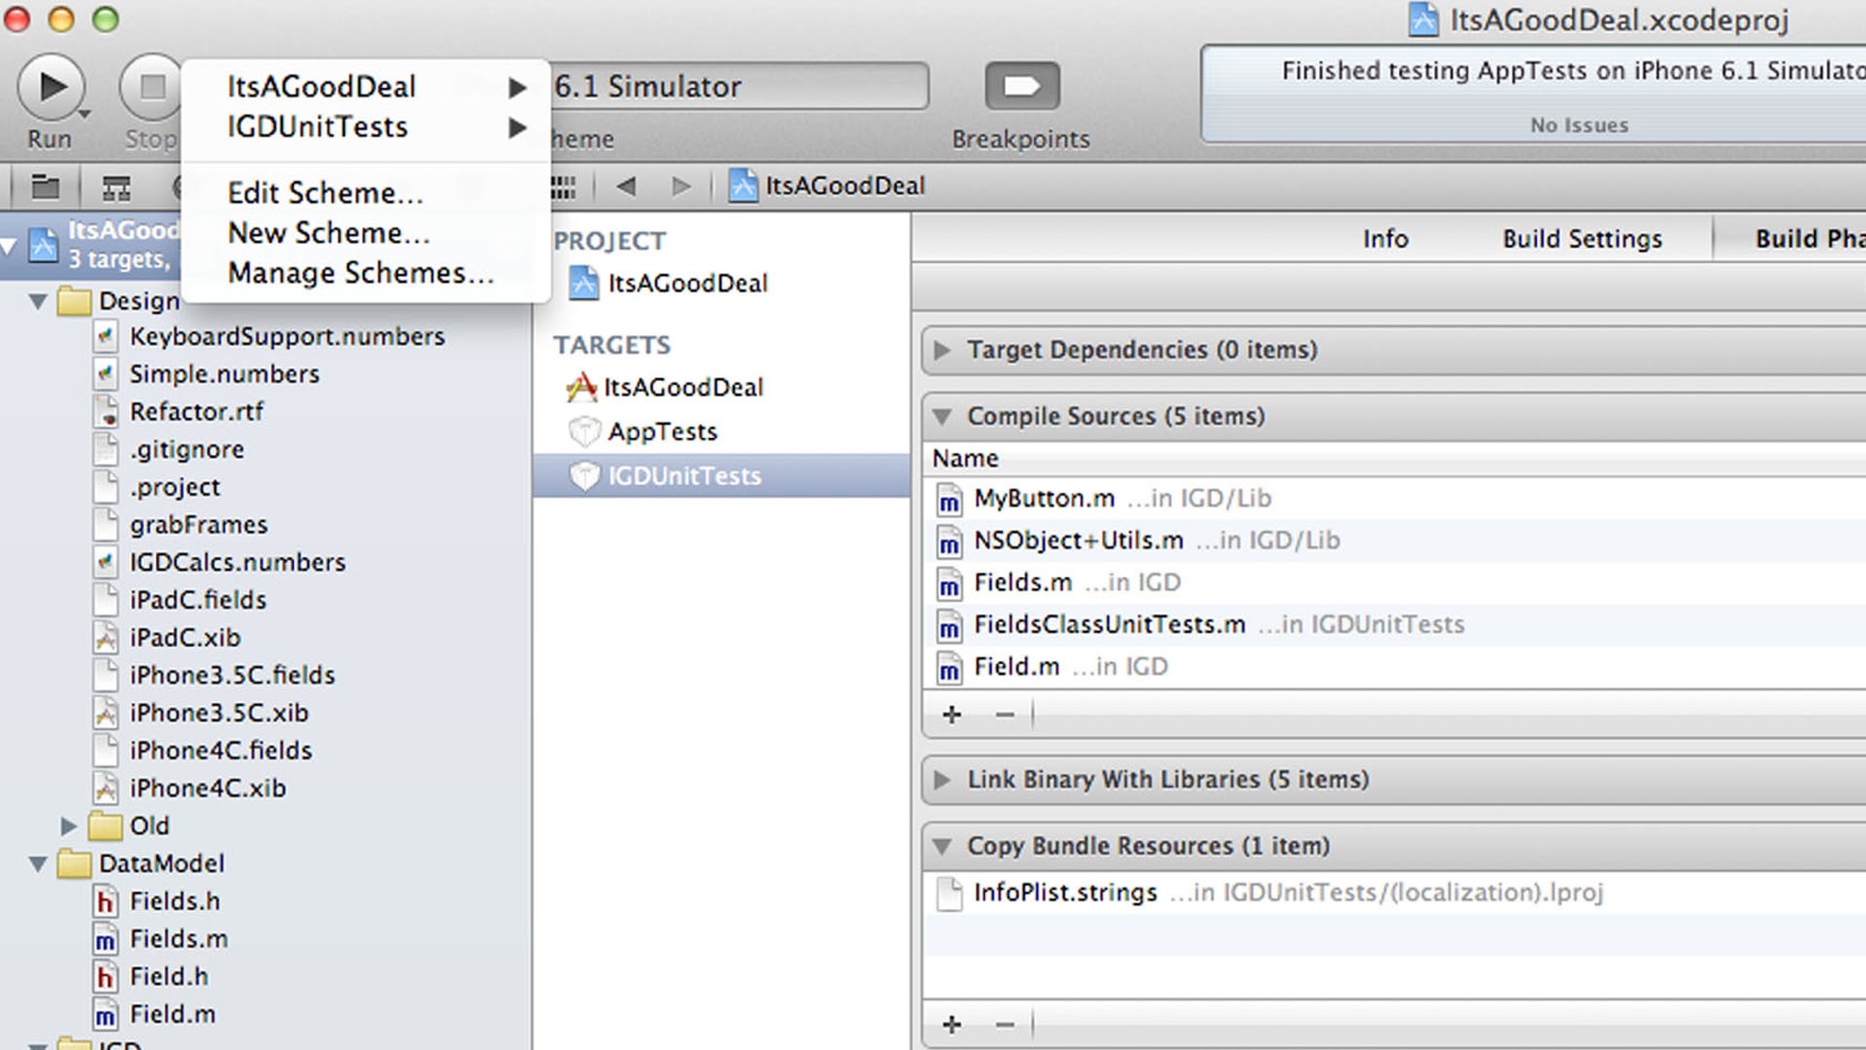 ItsAGoodDeal.xcodeproj
Run
Stop
ItsAGoodDeal
IGDUnitTests
Edit Scheme...
New Scheme...
Manage Schemes...
6.1 Simulator
heme
Breakpoints
Finished testing AppTests on iPhone 6.1 Simulato
No Issues
ItsAGoodDeal
ItsAGood
3 targets,
Design
KeyboardSupport.numbers
Simple.numbers
Refactor.rtf
.gitignore
.project
grabFrames
IGDCalcs.numbers
iPadC.fields
iPadC.xib
iPhone3.5C.fields
iPhone3.5C.xib
iPhone4C.fields
iPhone4C.xib
Old
DataModel
Fields.h
Fields.m
Field.h
Field.m
IGD
PROJECT
ItsAGoodDeal
TARGETS
ItsAGoodDeal
AppTests
IGDUnitTests
Info
Build Settings
Build Pha
Target Dependencies (0 items)
Compile Sources (5 items)
Name
MyButton.m ...in IGD/Lib
NSObject+Utils.m ...in IGD/Lib
Fields.m ...in IGD
FieldsClassUnitTests.m ...in IGDUnitTests
Field.m ...in IGD
Link Binary With Libraries (5 items)
Copy Bundle Resources (1 item)
InfoPlist.strings ...in IGDUnitTests/(localization).lproj